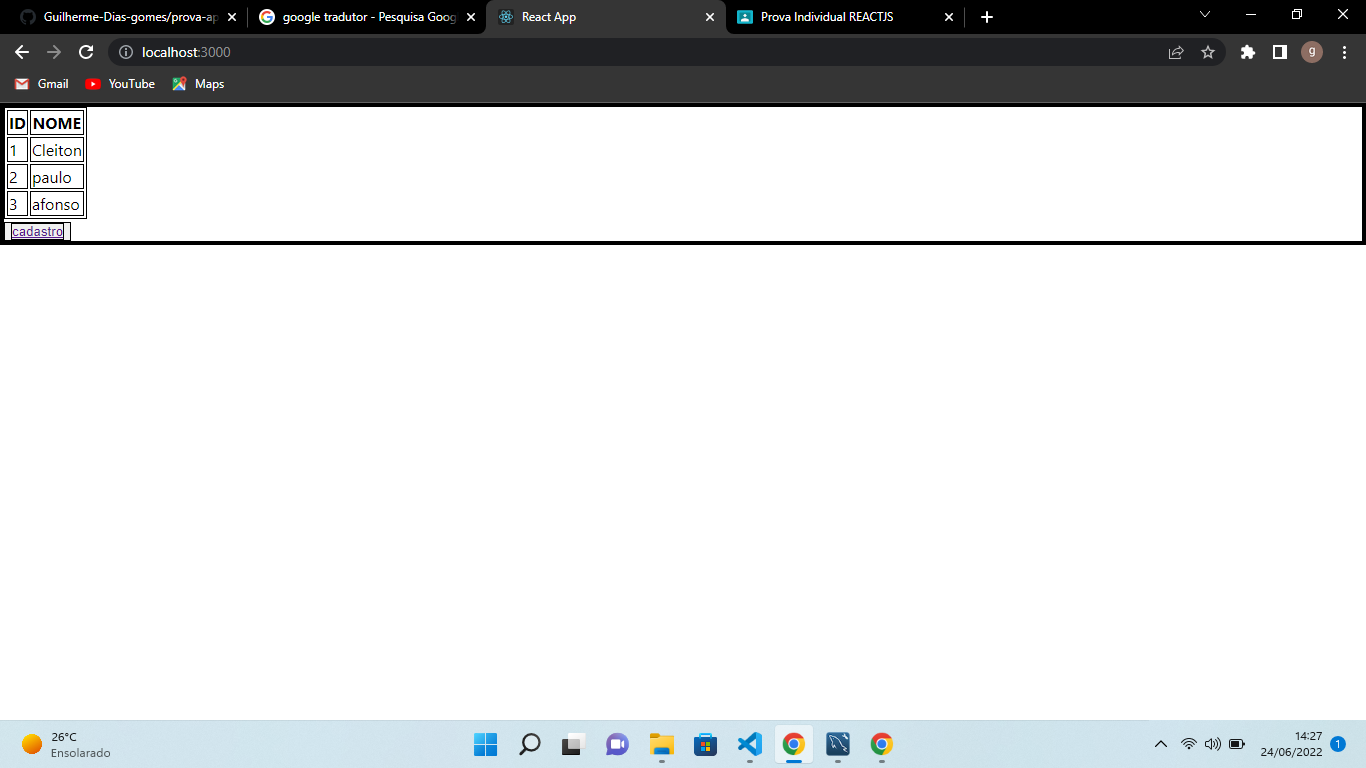 Guilherme-Dias-gomes/prova-ap
google tradutor - Pesquisa Goog
React App
Prova Individual REACTJS
localhost:3000
g
Gmail
YouTube
Maps
ID NOME
1 Cleiton
2 paulo
3 afonso
cadastro
26°C
Ensolarado
14:27
24/06/2022
1